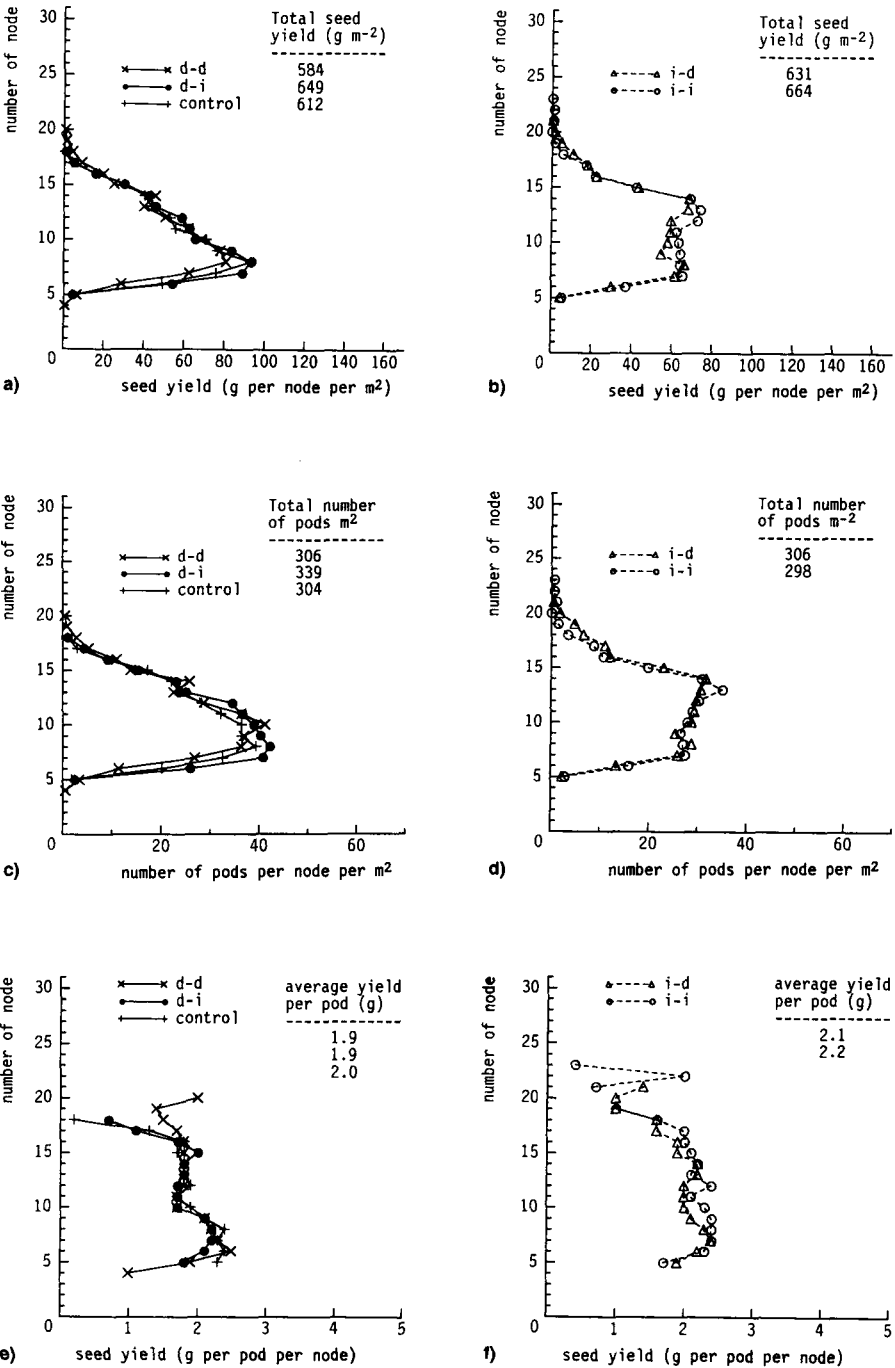 number of node
30
25
20
15
10
5
0
20 40 60 80 100 120 140 160
seed yield (g per node per m²)
a)
d-d
d-i
control
Total seed
yield (g m⁻²)
584
649
612
number of node
30
25
20
15
10
5
0
20 40 60 80 100 120 140 160
seed yield (g per node per m²)
b)
i-d
i-i
Total seed
yield (g m⁻²)
631
664
number of node
30
25
20
15
10
5
0
20 40 60
number of pods per node per m²
c)
d-d
d-i
control
Total number
of pods m²
306
339
304
number of node
30
25
20
15
10
5
0
20 40 60
number of pods per node per m²
d)
i-d
i-i
Total number
of pods m⁻²
306
298
number of node
30
25
20
15
10
5
0
1 2 3 4 5
seed yield (g per pod per node)
e)
d-d
d-i
control
average yield
per pod (g)
1.9
1.9
2.0
number of node
30
25
20
15
10
5
0
1 2 3 4 5
seed yield (g per pod per node)
f)
i-d
i-i
average yield
per pod (g)
2.1
2.2